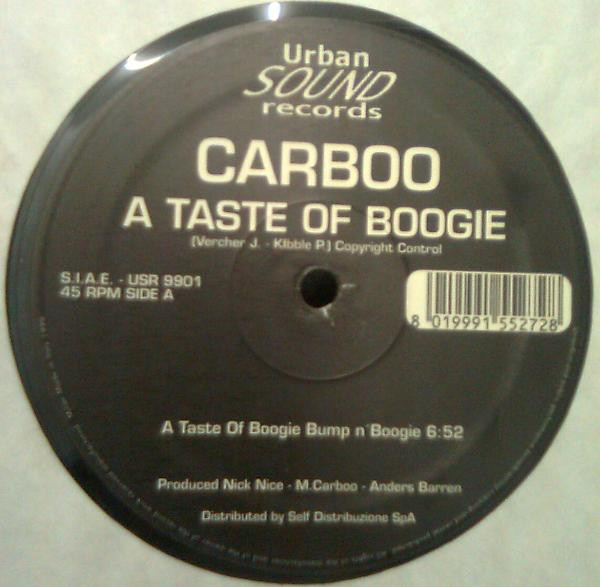 Urban
SOUND
records
CARBOO
A TASTE OF BOOGIE
(Vercher J. - Kibble P.) Copyright Control
S.I.A.E. - USR 9901
45 RPM SIDE A
8 019991 552728
A Taste Of Boogie Bump n'Boogie 6:52
Produced Nick Nice - M.Carboo - Anders Barren
Distributed by Self Distribuzione SpA